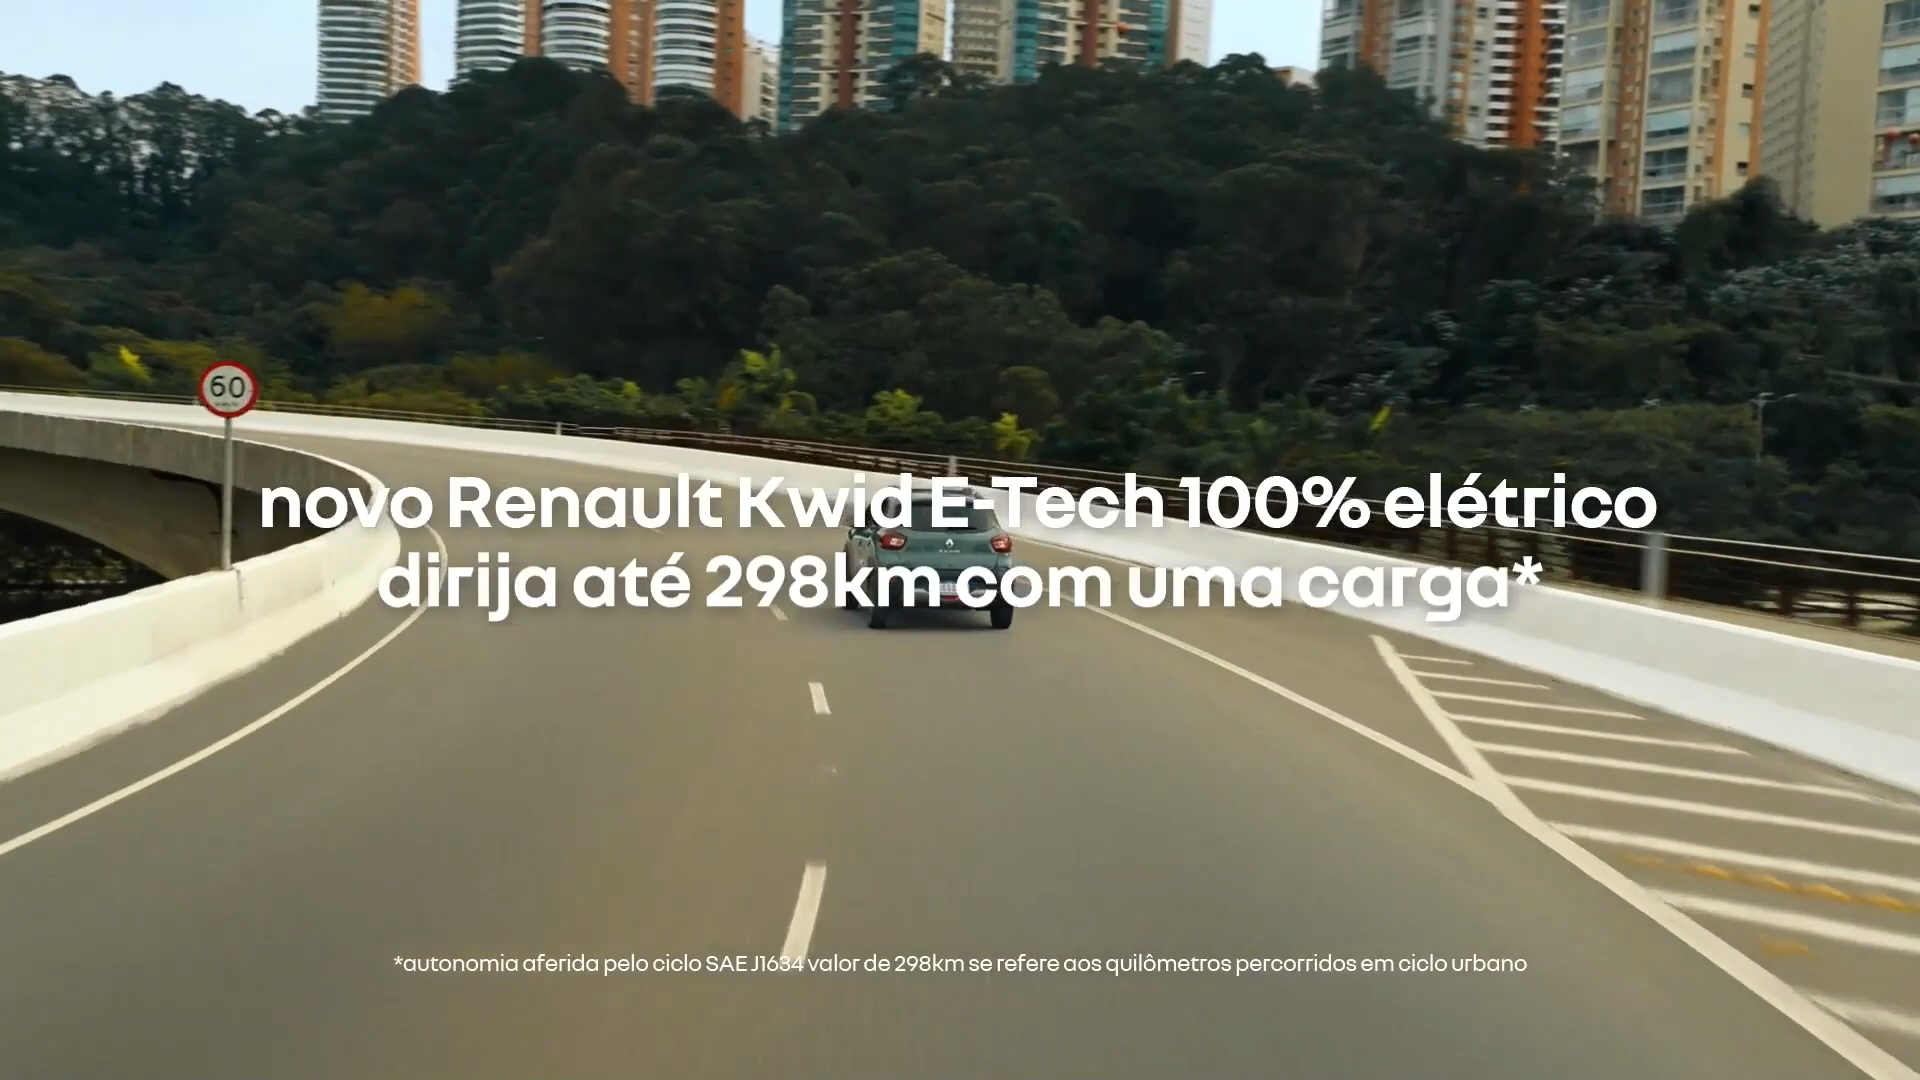 60
novo Renault Kwid E-Tech 100% elétrico
dirija até 298km com uma carga*
*autonomia aferida pelo ciclo SAE J1634 valor de 298km se refere aos quilômetros percorridos em ciclo urbano